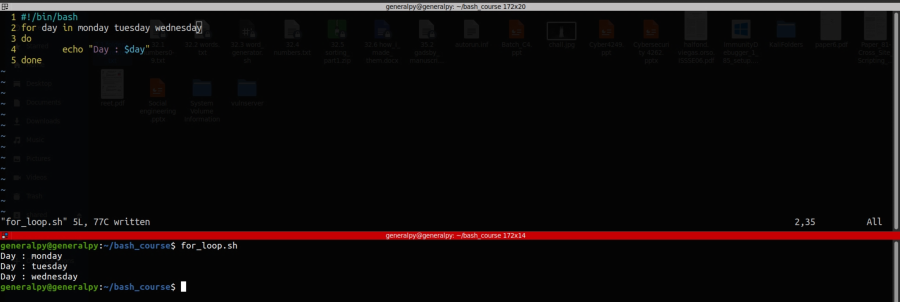 generalpy@generalpy: ~/bash_course 172x20
1 #!/bin/bash
2 for day in monday tuesday wednesday
3 do
4 echo "Day : $day"
5 done
~
~
~
~
~
~
~
~
~
~
~
~
~
~
"for_loop.sh" 5L, 77C written 2,35 All
generalpy@generalpy: ~/bash_course 172x14
generalpy@generalpy:~/bash_course$ for_loop.sh
Day : monday
Day : tuesday
Day : wednesday
generalpy@generalpy:~/bash_course$